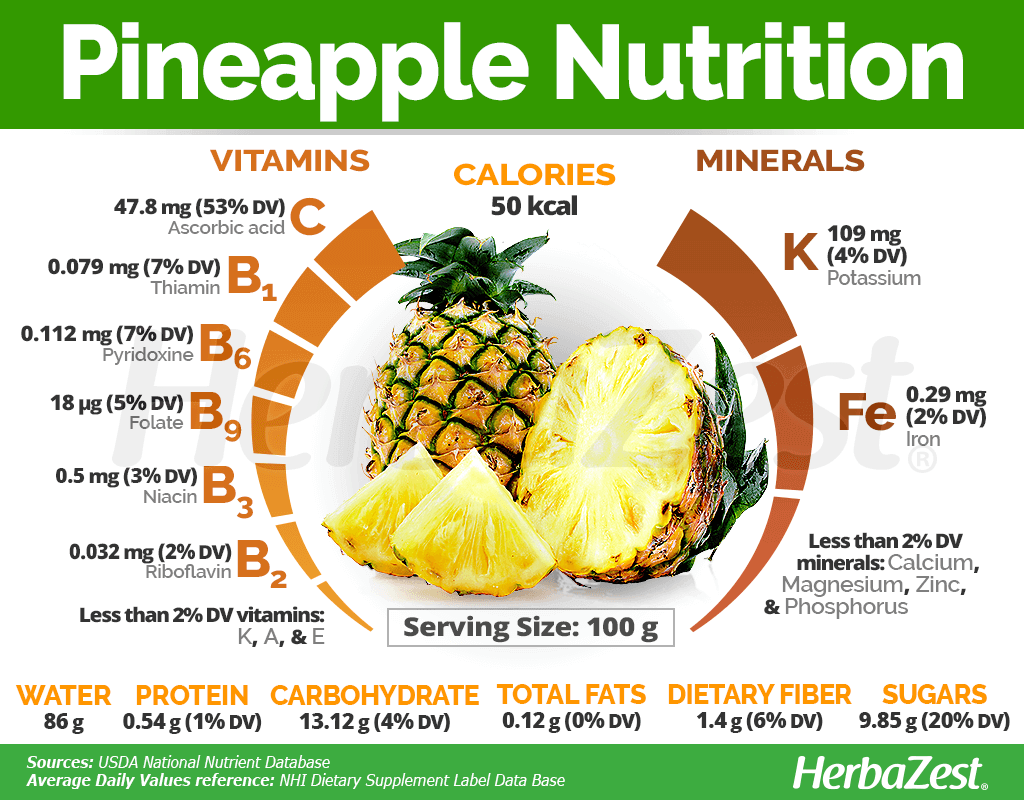 Pineapple Nutrition
VITAMINS
47.8 mg (53% DV)
Ascorbic acid
C
0.079 mg (7% DV)
Thiamin
B1
0.112 mg (7% DV)
Pyridoxine
B6
18 µg (5% DV)
Folate
B9
0.5 mg (3% DV)
Niacin
B3
0.032 mg (2% DV)
Riboflavin
B2
Less than 2% DV vitamins:
K, A, & E
CALORIES
50 kcal
HerbaZest®
Serving Size: 100 g
MINERALS
K
109 mg
(4% DV)
Potassium
Fe
0.29 mg
(2% DV)
Iron
Less than 2% DV
minerals: Calcium,
Magnesium, Zinc,
& Phosphorus
WATER
86 g
PROTEIN
0.54 g (1% DV)
CARBOHYDRATE
13.12 g (4% DV)
TOTAL FATS
0.12 g (0% DV)
DIETARY FIBER
1.4 g (6% DV)
SUGARS
9.85 g (20% DV)
Sources: USDA National Nutrient Database
Average Daily Values reference: NHI Dietary Supplement Label Data Base
HerbaZest®